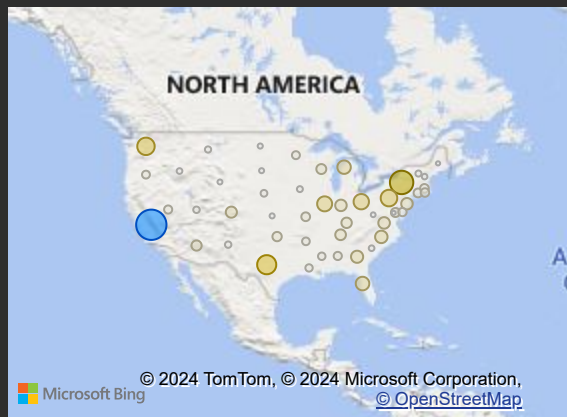 NORTH AMERICA
A
© 2024 TomTom, © 2024 Microsoft Corporation,
Microsoft Bing
© OpenStreetMap